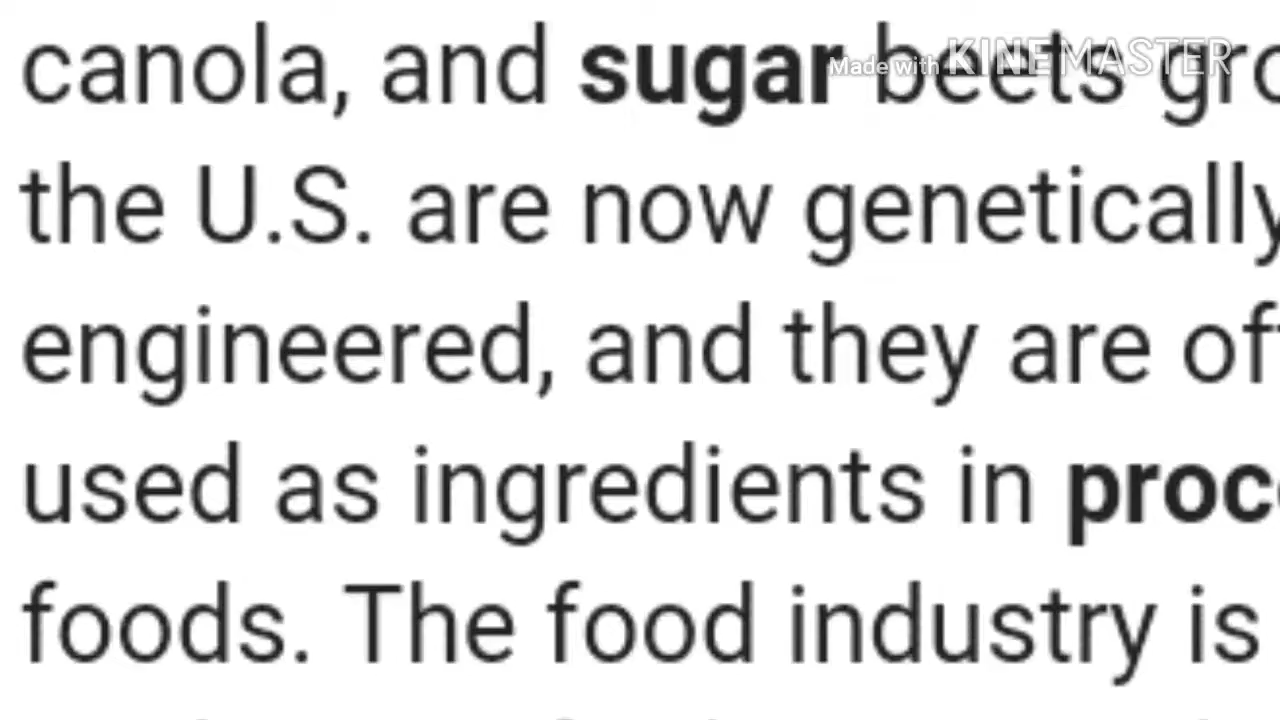 canola, and sugar beets gro
Made with KINEMASTER
the U.S. are now genetically
engineered, and they are of
used as ingredients in proc
foods. The food industry is